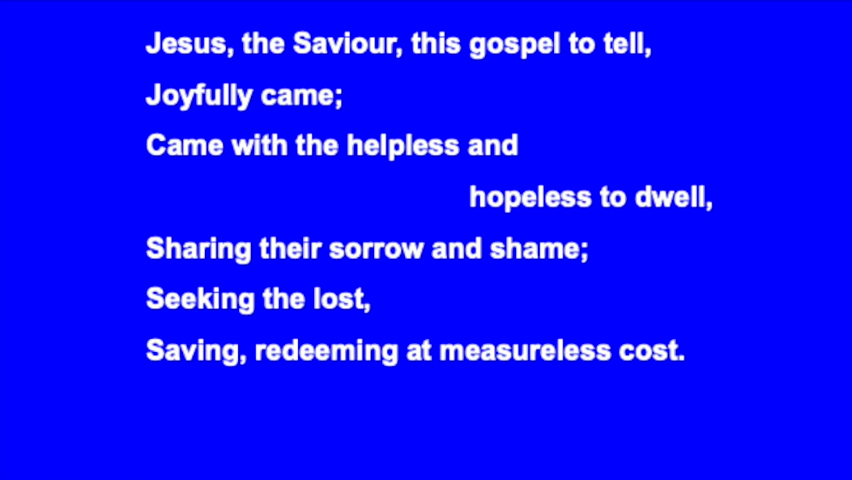 Jesus, the Saviour, this gospel to tell,
Joyfully came;
Came with the helpless and
hopeless to dwell,
Sharing their sorrow and shame;
Seeking the lost,
Saving, redeeming at measureless cost.